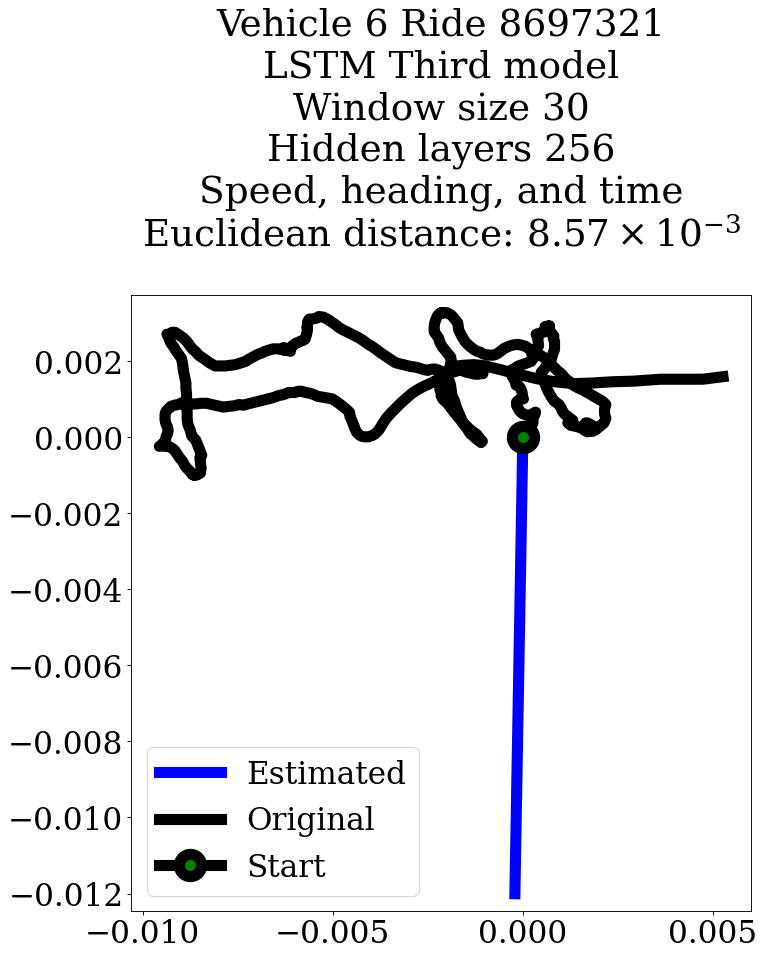 Vehicle 6 Ride 8697321
LSTM Third model
Window size 30
Hidden layers 256
Speed, heading, and time
Euclidean distance: 8.57 × 10⁻³
0.002
0.000
−0.002
−0.004
−0.006
−0.008
−0.010
−0.012
Estimated
Original
Start
−0.010
−0.005
0.000
0.005